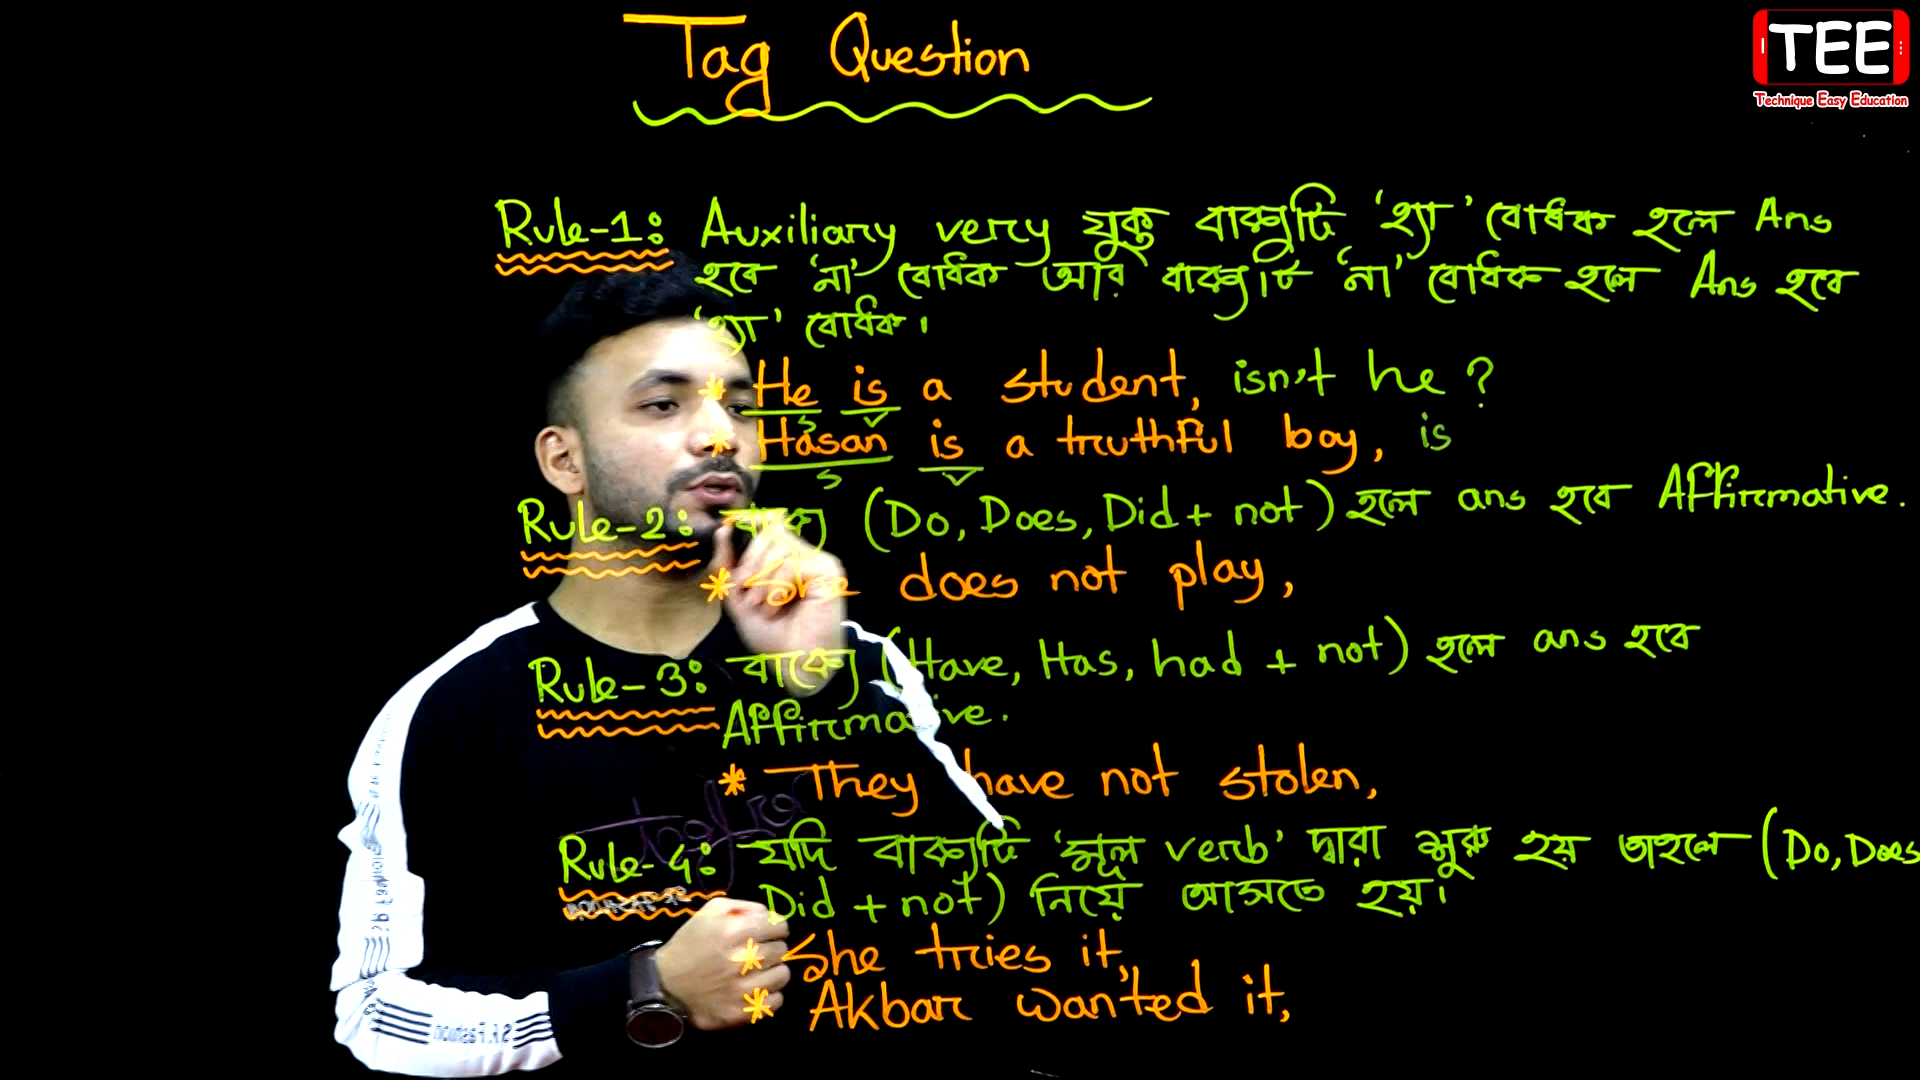 Tag Question
TEE
Technique Easy Education
Rule-1: Auxiliary very যুক্ত বাক্যটি 'হ্যা' বোধক হলে Ans
হবে 'না' বোধক আর বাক্যটি 'না' বোধক হলে Ans হবে
'হ্যা' বোধক।
* He is a student, isn't he ?
S V
* Hasan is a truthful boy, is
S V
Rule-2: বাক্যে (Do, Does, Did + not) হলে ans হবে Affirmative.
* She does not play,
Rule-3: বাক্যে (Have, Has, had + not) হলে ans হবে
Affirmative.
* They have not stolen,
Rule-4: যদি বাক্যটি 'মূল verb' দ্বারা শুরু হয় তাহলে (Do, Does
Did + not) নিয়ে আসতে হয়।
* She tries it,
* Akbar wanted it,